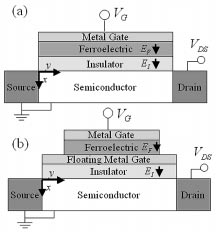 (a)
V_G
Metal Gate
Ferroelectric E_F
V_DS
Insulator E_I
y
Source x Semiconductor Drain
(b)
V_G
Metal Gate
Ferroelectric E_F
V_DS
Floating Metal Gate
y Insulator E_I
Source x Semiconductor Drain